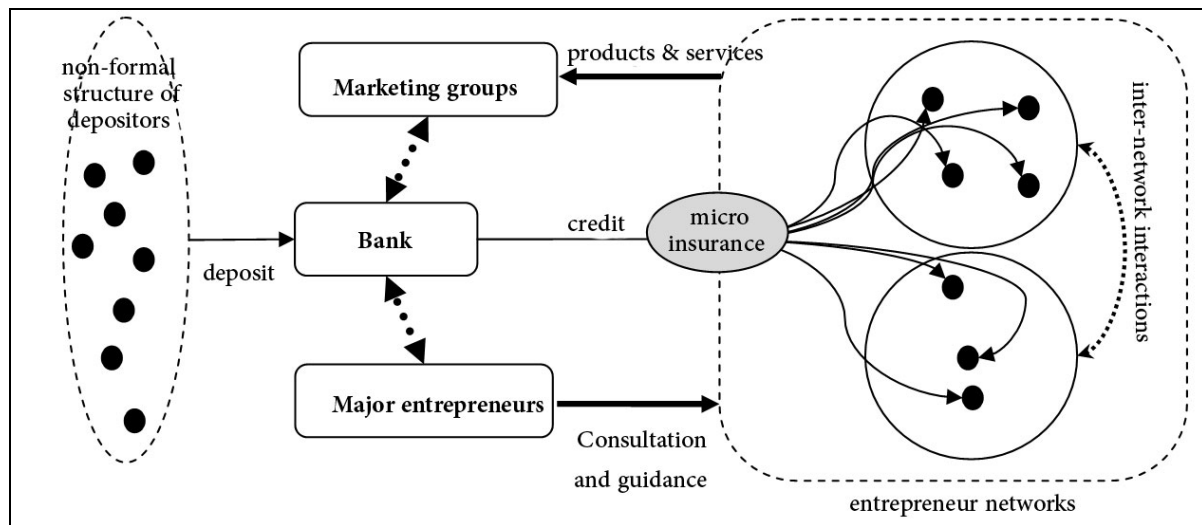 non-formal
structure of
depositors
deposit
Marketing groups
Bank
Major entrepreneurs
products & services
credit
micro
insurance
Consultation
and guidance
inter-network interactions
entrepreneur networks